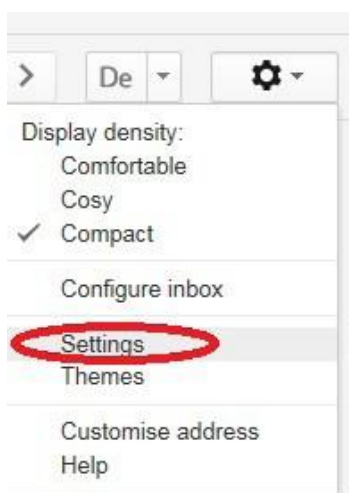 De
Display density:
Comfortable
Cosy
Compact
Configure inbox
Settings
Themes
Customise address
Help